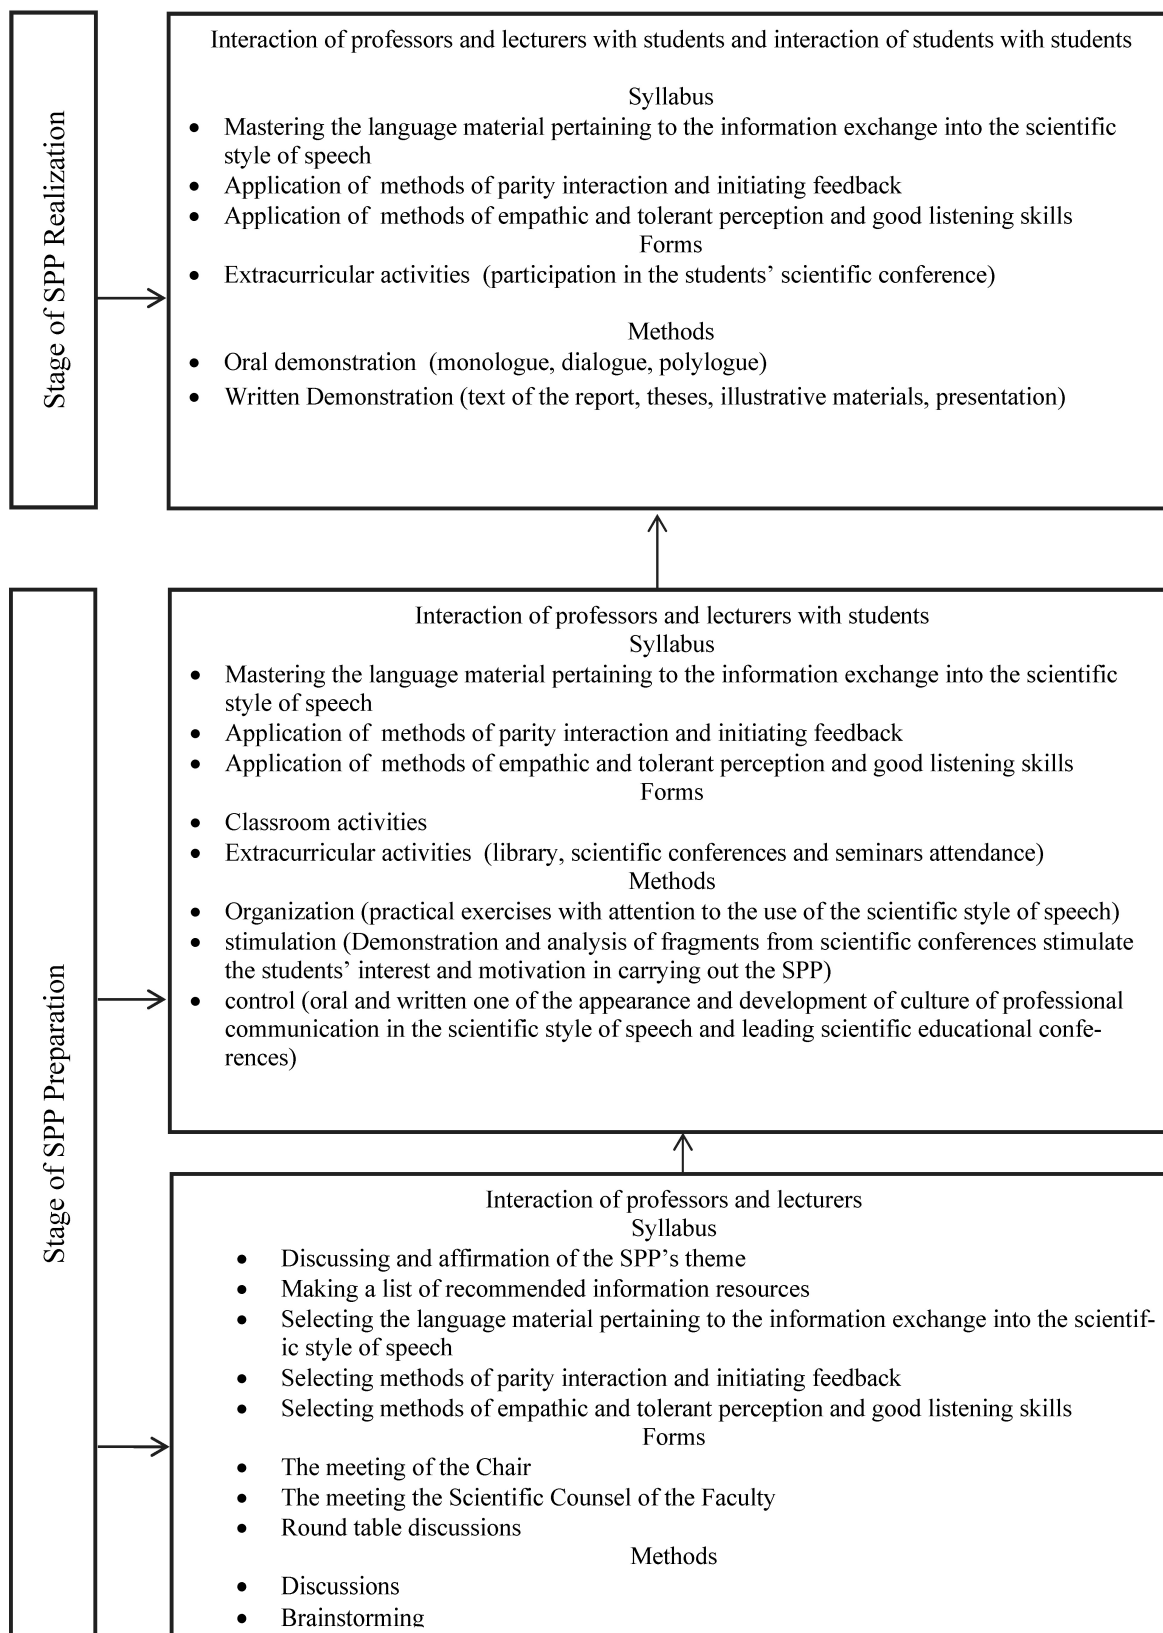 Stage of SPP Realization
Interaction of professors and lecturers with students and interaction of students with students
Syllabus
• Mastering the language material pertaining to the information exchange into the scientific
style of speech
• Application of methods of parity interaction and initiating feedback
• Application of methods of empathic and tolerant perception and good listening skills
Forms
• Extracurricular activities (participation in the students’ scientific conference)
Methods
• Oral demonstration (monologue, dialogue, polylogue)
• Written Demonstration (text of the report, theses, illustrative materials, presentation)
Stage of SPP Preparation
Interaction of professors and lecturers with students
Syllabus
• Mastering the language material pertaining to the information exchange into the scientific
style of speech
• Application of methods of parity interaction and initiating feedback
• Application of methods of empathic and tolerant perception and good listening skills
Forms
• Classroom activities
• Extracurricular activities (library, scientific conferences and seminars attendance)
Methods
• Organization (practical exercises with attention to the use of the scientific style of speech)
• stimulation (Demonstration and analysis of fragments from scientific conferences stimulate
the students’ interest and motivation in carrying out the SPP)
• control (oral and written one of the appearance and development of culture of professional
communication in the scientific style of speech and leading scientific educational confe-
rences)
Interaction of professors and lecturers
Syllabus
• Discussing and affirmation of the SPP’s theme
• Making a list of recommended information resources
• Selecting the language material pertaining to the information exchange into the scientif-
ic style of speech
• Selecting methods of parity interaction and initiating feedback
• Selecting methods of empathic and tolerant perception and good listening skills
Forms
• The meeting of the Chair
• The meeting the Scientific Counsel of the Faculty
• Round table discussions
Methods
• Discussions
• Brainstorming